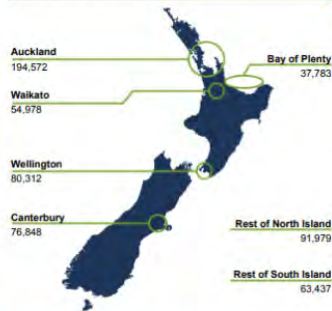 Auckland
194,572
Bay of Plenty
37,783
Waikato
54,978
Wellington
80,312
Canterbury
76,848
Rest of North Island
91,979
Rest of South Island
63,437